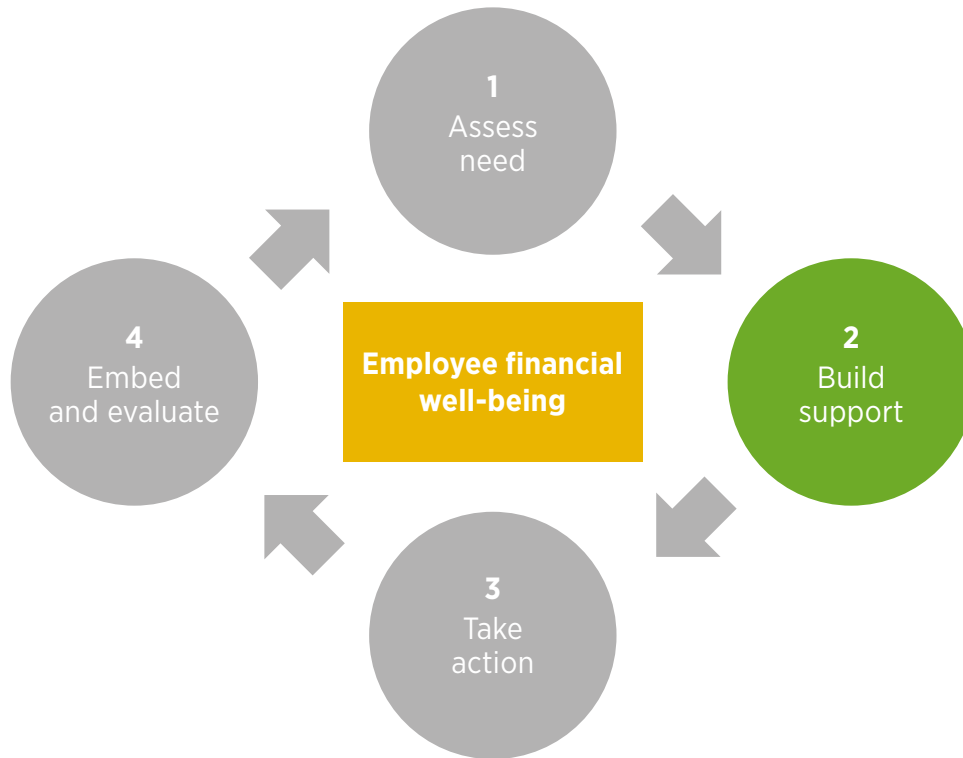 1
Assess
need
2
Build
support
3
Take
action
4
Embed
and evaluate
Employee financial
well-being